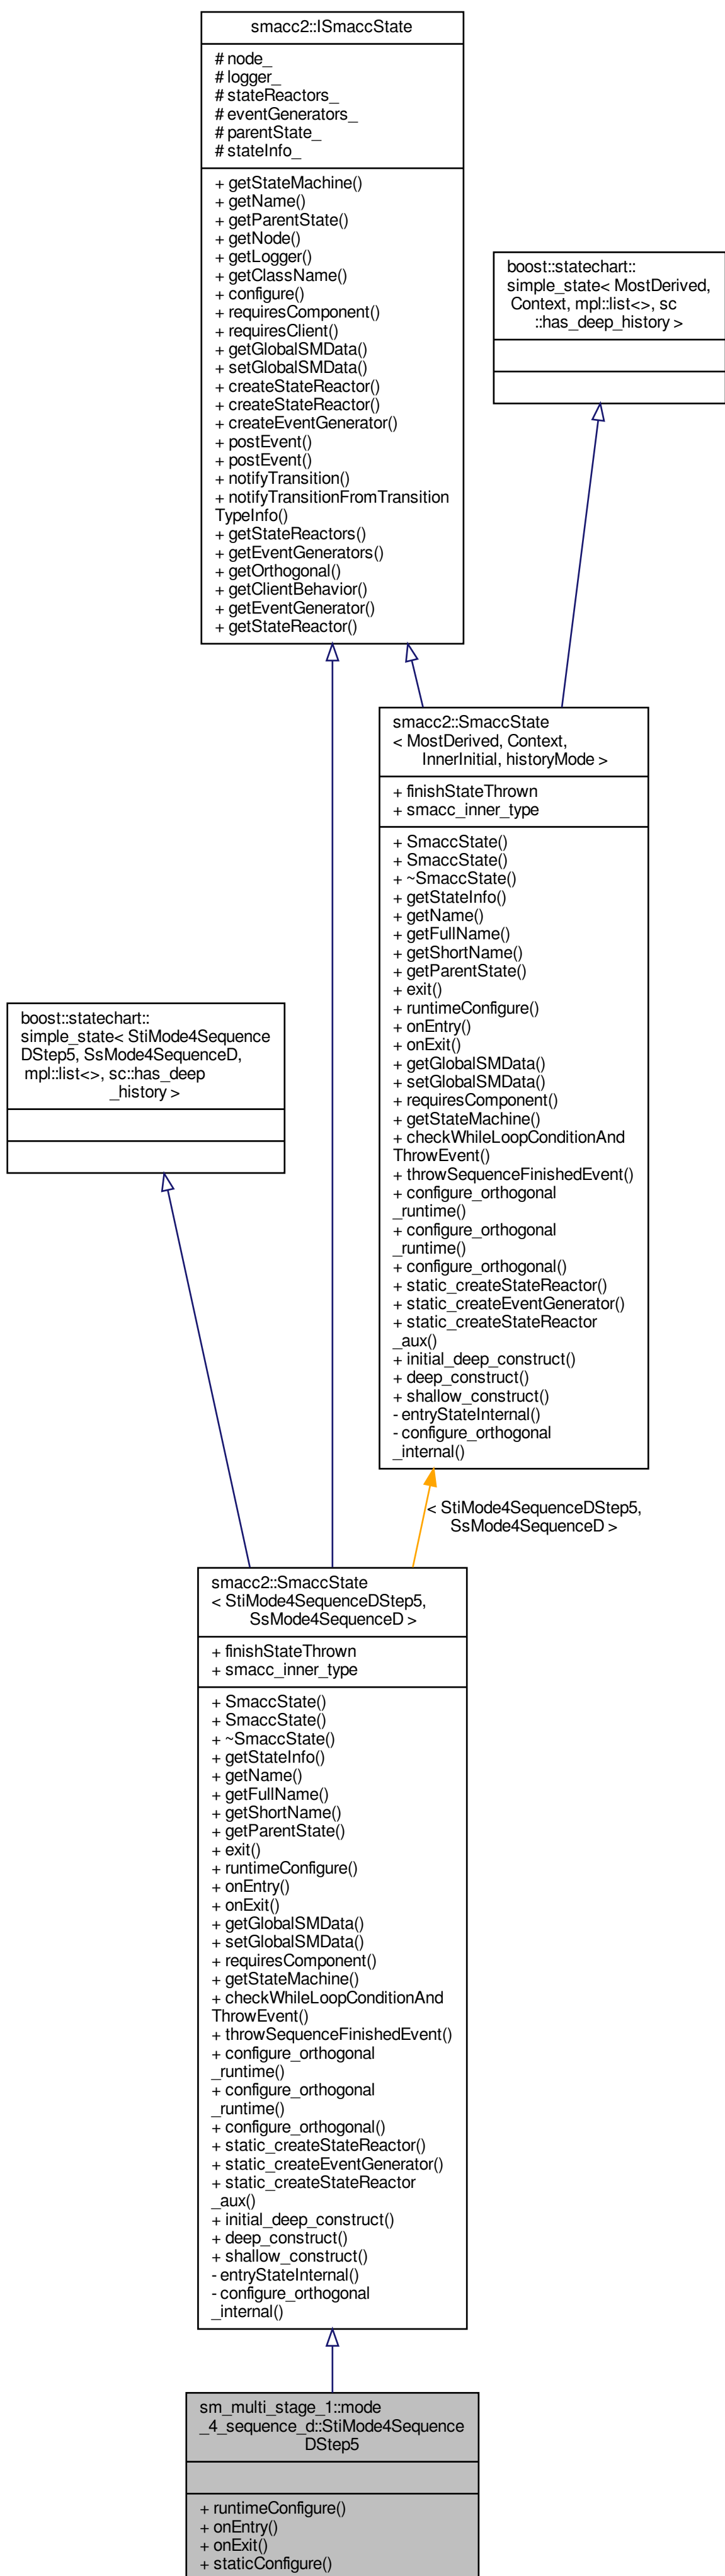 smacc2::ISmaccState
# node_
# logger_
# stateReactors_
# eventGenerators_
# parentState_
# stateInfo_
+ getStateMachine()
+ getName()
+ getParentState()
+ getNode()
+ getLogger()
+ getClassName()
+ configure()
+ requiresComponent()
+ requiresClient()
+ getGlobalSMData()
+ setGlobalSMData()
+ createStateReactor()
+ createStateReactor()
+ createEventGenerator()
+ postEvent()
+ postEvent()
+ notifyTransition()
+ notifyTransitionFromTransition
TypeInfo()
+ getStateReactors()
+ getEventGenerators()
+ getOrthogonal()
+ getClientBehavior()
+ getEventGenerator()
+ getStateReactor()
boost::statechart::
simple_state< MostDerived,
Context, mpl::list<>, sc
::has_deep_history >
smacc2::SmaccState
< MostDerived, Context,
InnerInitial, historyMode >
+ finishStateThrown
+ smacc_inner_type
+ SmaccState()
+ SmaccState()
+ ~SmaccState()
+ getStateInfo()
+ getName()
+ getFullName()
+ getShortName()
+ getParentState()
+ exit()
+ runtimeConfigure()
+ onEntry()
+ onExit()
+ getGlobalSMData()
+ setGlobalSMData()
+ requiresComponent()
+ getStateMachine()
+ checkWhileLoopConditionAnd
ThrowEvent()
+ throwSequenceFinishedEvent()
+ configure_orthogonal
_runtime()
+ configure_orthogonal
_runtime()
+ configure_orthogonal()
+ static_createStateReactor()
+ static_createEventGenerator()
+ static_createStateReactor
_aux()
+ initial_deep_construct()
+ deep_construct()
+ shallow_construct()
- entryStateInternal()
- configure_orthogonal
_internal()
boost::statechart::
simple_state< StiMode4Sequence
DStep5, SsMode4SequenceD,
mpl::list<>, sc::has_deep
_history >
< StiMode4SequenceDStep5,
SsMode4SequenceD >
smacc2::SmaccState
< StiMode4SequenceDStep5,
SsMode4SequenceD >
+ finishStateThrown
+ smacc_inner_type
+ SmaccState()
+ SmaccState()
+ ~SmaccState()
+ getStateInfo()
+ getName()
+ getFullName()
+ getShortName()
+ getParentState()
+ exit()
+ runtimeConfigure()
+ onEntry()
+ onExit()
+ getGlobalSMData()
+ setGlobalSMData()
+ requiresComponent()
+ getStateMachine()
+ checkWhileLoopConditionAnd
ThrowEvent()
+ throwSequenceFinishedEvent()
+ configure_orthogonal
_runtime()
+ configure_orthogonal
_runtime()
+ configure_orthogonal()
+ static_createStateReactor()
+ static_createEventGenerator()
+ static_createStateReactor
_aux()
+ initial_deep_construct()
+ deep_construct()
+ shallow_construct()
- entryStateInternal()
- configure_orthogonal
_internal()
sm_multi_stage_1::mode
_4_sequence_d::StiMode4Sequence
DStep5
+ runtimeConfigure()
+ onEntry()
+ onExit()
+ staticConfigure()